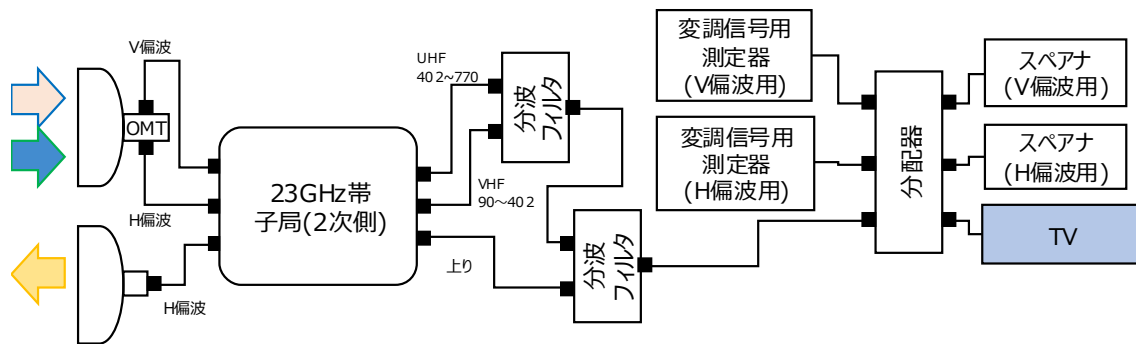 V偏波
OMT
H偏波
H偏波
23GHz帯
子局(2次側)
UHF
402~770
VHF
90～402
上り
分波
フィルタ
分波
フィルタ
変調信号用
測定器
(V偏波用)
変調信号用
測定器
(H偏波用)
分配器
スペアナ
(V偏波用)
スペアナ
(H偏波用)
TV